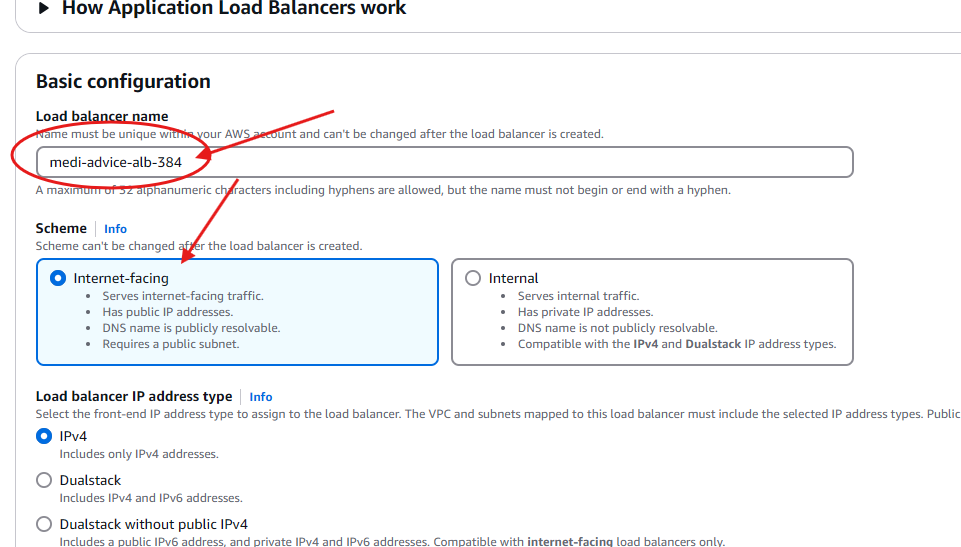 How Application Load Balancers work
Basic configuration
Load balancer name
Name must be unique within your AWS account and can't be changed after the load balancer is created.
medi-advice-alb-384
A maximum of 32 alphanumeric characters including hyphens are allowed, but the name must not begin or end with a hyphen.
Scheme | Info
Scheme can't be changed after the load balancer is created.
Internet-facing
• Serves internet-facing traffic.
• Has public IP addresses.
• DNS name is publicly resolvable.
• Requires a public subnet.
Internal
• Serves internal traffic.
• Has private IP addresses.
• DNS name is not publicly resolvable.
• Compatible with the IPv4 and Dualstack IP address types.
Load balancer IP address type | Info
Select the front-end IP address type to assign to the load balancer. The VPC and subnets mapped to this load balancer must include the selected IP address types. Public
IPv4
Includes only IPv4 addresses.
Dualstack
Includes IPv4 and IPv6 addresses.
Dualstack without public IPv4
Includes a public IPv6 address, and private IPv4 and IPv6 addresses. Compatible with internet-facing load balancers only.